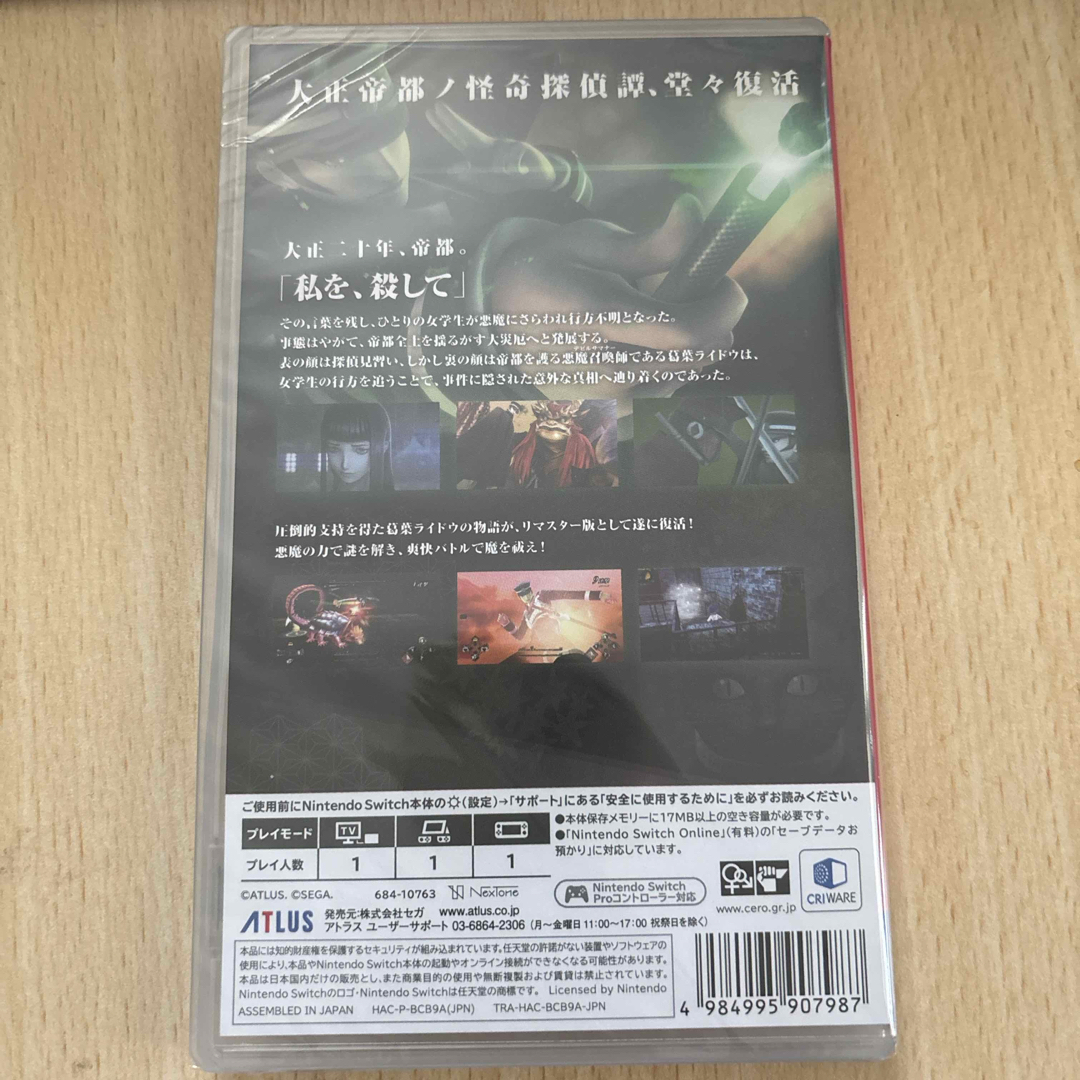 大正帝都ノ怪奇探偵譚、堂々復活
大正二十年、帝都。
「私を、殺して」
その言葉を残し、ひとりの女学生が悪魔にさらわれ行方不明となった。
事態はやがて、帝都全土を揺るがす大災厄へと発展する。
デビルサマナー
表の顔は探偵見習い、しかし裏の顔は帝都を護る悪魔召喚師である葛葉ライドウは、
女学生の行方を追うことで、事件に隠された意外な真相へ辿り着くのであった。
圧倒的支持を得た葛葉ライドウの物語が、リマスター版として遂に復活!
悪魔の力で謎を解き、爽快バトルで魔を祓え!
ご使用前にNintendo Switch本体の(設定)→「サポート」にある「安全に使用するために」を必ずお読みください。
プレイモード TV
プレイ人数 1 1 1
●本体保存メモリーに17MB以上の空き容量が必要です。
●「Nintendo Switch Online」(有料)の「セーブデータお
預かり」に対応しています。
Nintendo Switch
Proコントローラー対応
www.cero.gr.jp
CRIWARE
©ATLUS. ©SEGA. 684-10763 NexTone
ATLUS 発売元:株式会社セガ www.atlus.co.jp
アトラス ユーザーサポート 03-6864-2306 (月~金曜日 11:00~17:00 祝祭日を除く)
本品には知的財産権を保護するセキュリティが組み込まれています。任天堂の許諾がない装置やソフトウェアの
使用により、本品やNintendo Switch本体の起動やオンライン接続ができなくなる可能性があります。
本品は日本国内だけの販売とし、また商業目的の使用や無断複製および賃貸は禁止されています。
Nintendo Switchのロゴ・Nintendo Switchは任天堂の商標です。 Licensed by Nintendo
ASSEMBLED IN JAPAN HAC-P-BCB9A(JPN) TRA-HAC-BCB9A-JPN
4 984995 907987